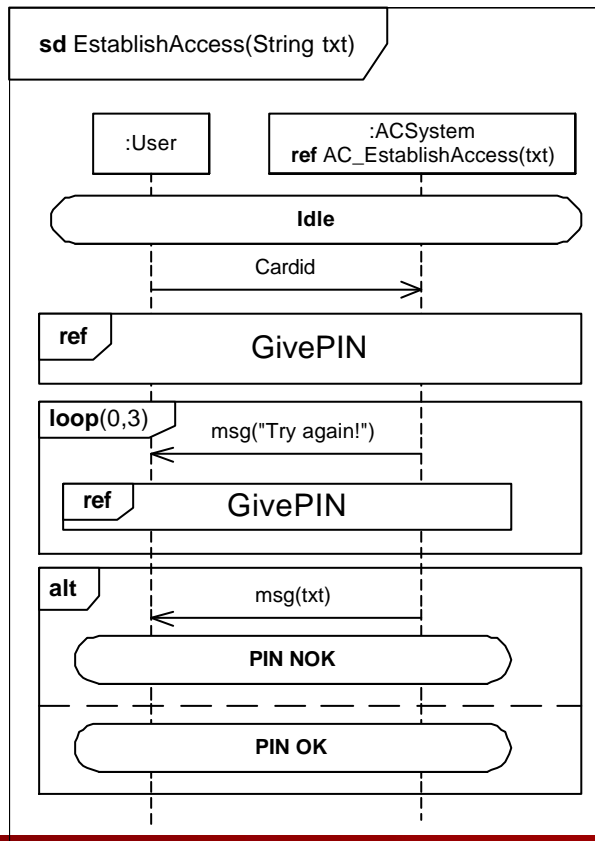 sd EstablishAccess(String txt)
:User
:ACSystem
ref AC_EstablishAccess(txt)
Idle
Cardid
ref
GivePIN
loop(0,3)
msg("Try again!")
ref
GivePIN
alt
msg(txt)
PIN NOK
PIN OK